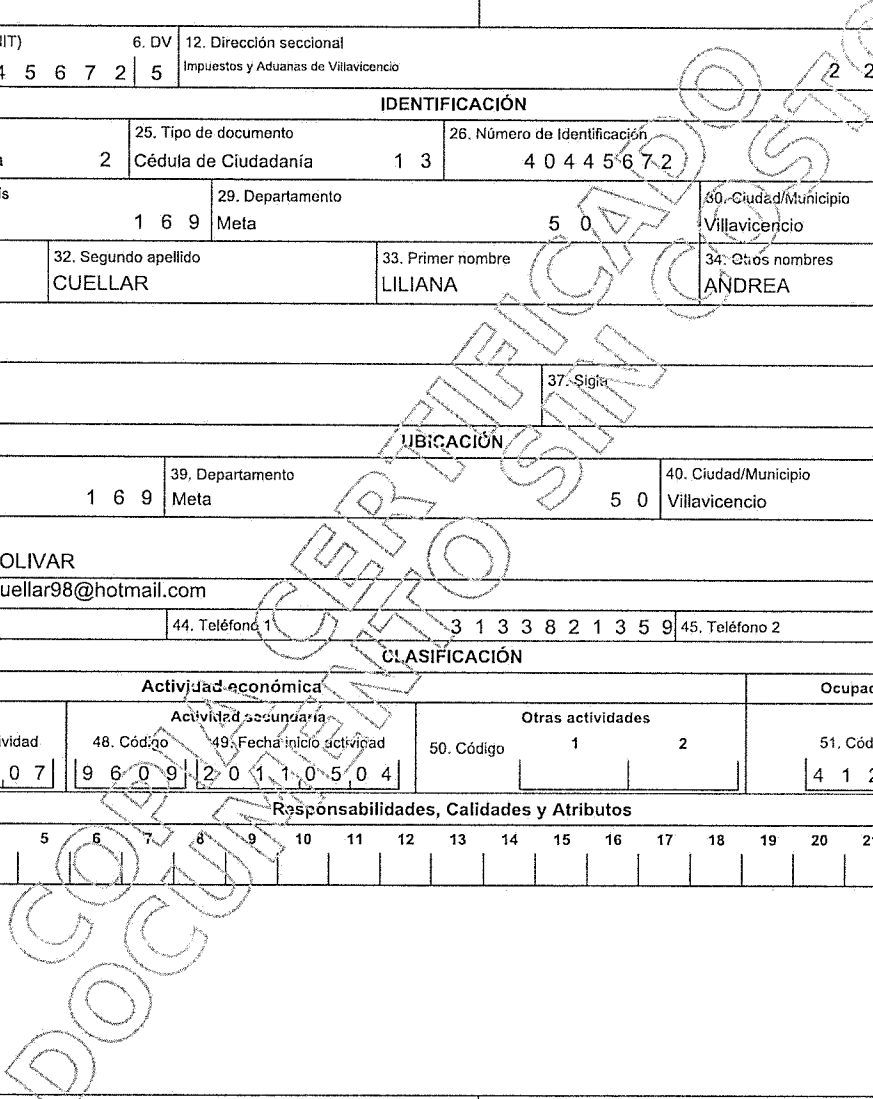 IT) 6. DV 12. Dirección seccional
4 5 6 7 2 5 Impuestos y Aduanas de Villavicencio 2 2
IDENTIFICACIÓN
25. Tipo de documento 26. Número de Identificación
a 2 Cédula de Ciudadanía 1 3 4 0 4 4 5 6 7 2
ís 29. Departamento 30. Ciudad/Municipio
1 6 9 Meta 5 0 Villavicencio
32. Segundo apellido 33. Primer nombre 34. Otros nombres
CUELLAR LILIANA ANDREA
37. Sigla
UBICACIÓN
39. Departamento 40. Ciudad/Municipio
1 6 9 Meta 5 0 Villavicencio
OLIVAR
uellar98@hotmail.com
44. Teléfono 1 3 1 3 3 8 2 1 3 5 9 45. Teléfono 2
CLASIFICACIÓN
Actividad económica Ocupac
Actividad secundaria Otras actividades
ividad 48. Código 49. Fecha inicio actividad 50. Código 1 2 51. Cód
0 7 9 6 0 9 2 0 1 1 0 5 0 4 4 1 2
Responsabilidades, Calidades y Atributos
5 6 7 8 9 10 11 12 13 14 15 16 17 18 19 20 21
COPIA CERTIFICADO
DOCUMENTO SIN COSTO